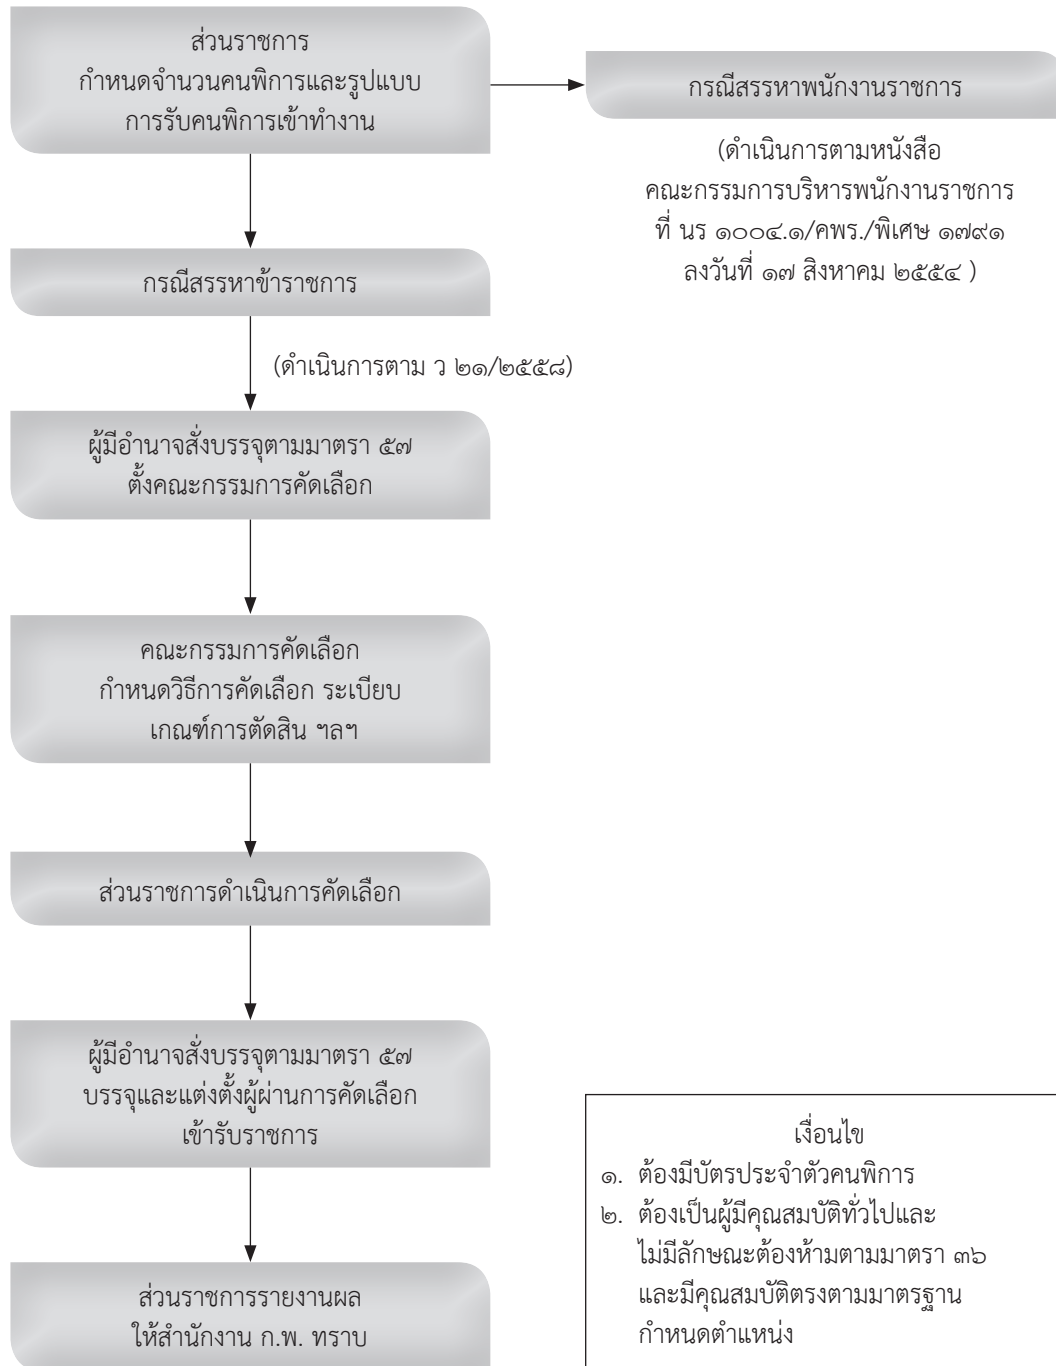 ส่วนราชการ
กำหนดจำนวนคนพิการและรูปแบบ
การรับคนพิการเข้าทำงาน
กรณีสรรหาพนักงานราชการ
(ดำเนินการตามหนังสือ
คณะกรรมการบริหารพนักงานราชการ
ที่ นร ๑๐๐๔.๑/คพร./พิเศษ ๑๗๙๑
ลงวันที่ ๑๗ สิงหาคม ๒๕๕๔ )
กรณีสรรหาข้าราชการ
(ดำเนินการตาม ว ๒๑/๒๕๕๘)
ผู้มีอำนาจสั่งบรรจุตามมาตรา ๕๗
ตั้งคณะกรรมการคัดเลือก
คณะกรรมการคัดเลือก
กำหนดวิธีการคัดเลือก ระเบียบ
เกณฑ์การตัดสิน ฯลฯ
ส่วนราชการดำเนินการคัดเลือก
ผู้มีอำนาจสั่งบรรจุตามมาตรา ๕๗
บรรจุและแต่งตั้งผู้ผ่านการคัดเลือก
เข้ารับราชการ
ส่วนราชการรายงานผล
ให้สำนักงาน ก.พ. ทราบ
เงื่อนไข
๑. ต้องมีบัตรประจำตัวคนพิการ
๒. ต้องเป็นผู้มีคุณสมบัติทั่วไปและ
ไม่มีลักษณะต้องห้ามตามมาตรา ๓๖
และมีคุณสมบัติตรงตามมาตรฐาน
กำหนดตำแหน่ง